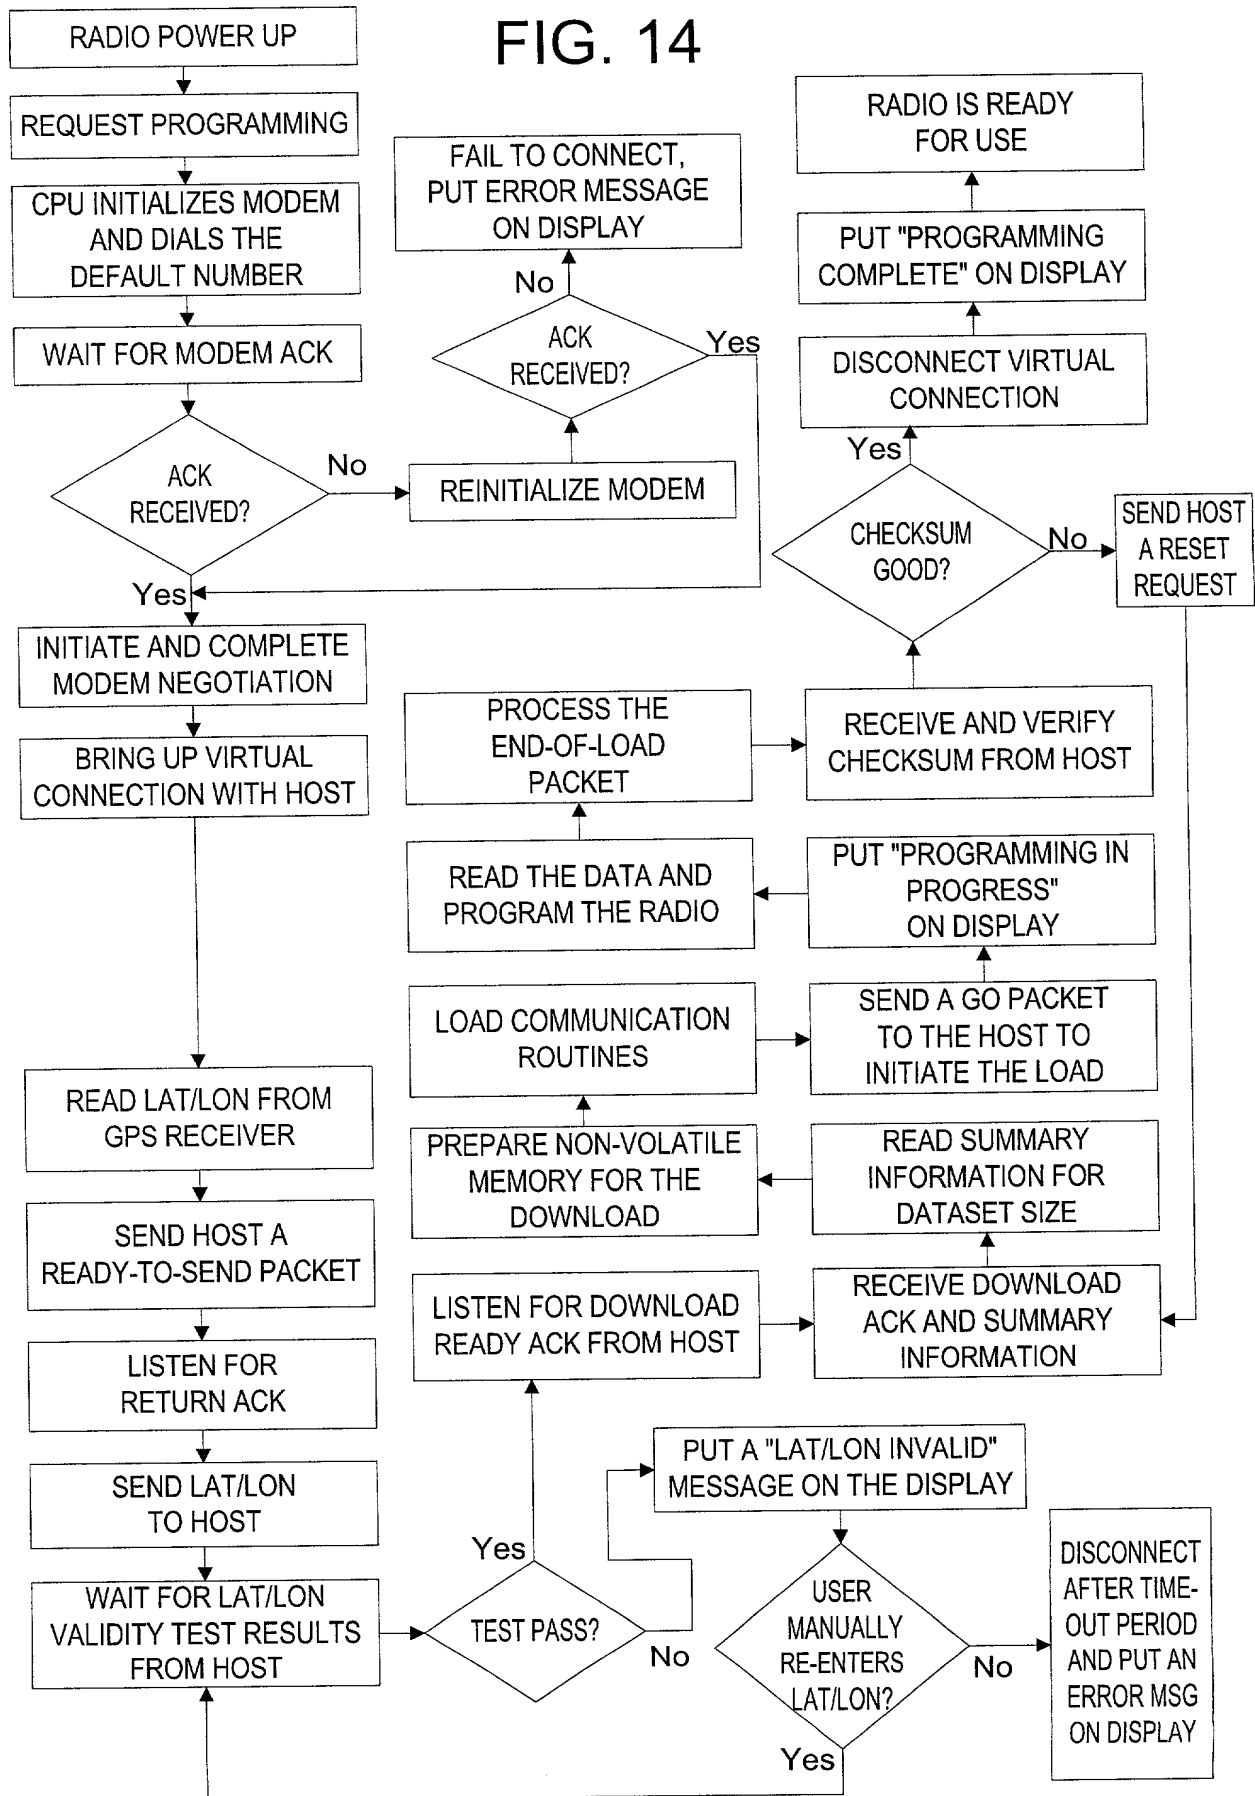 FIG. 14
RADIO POWER UP
REQUEST PROGRAMMING
CPU INITIALIZES MODEM
AND DIALS THE
DEFAULT NUMBER
WAIT FOR MODEM ACK
ACK
RECEIVED?
No
Yes
REINITIALIZE MODEM
ACK
RECEIVED?
No
Yes
FAIL TO CONNECT,
PUT ERROR MESSAGE
ON DISPLAY
INITIATE AND COMPLETE
MODEM NEGOTIATION
BRING UP VIRTUAL
CONNECTION WITH HOST
READ LAT/LON FROM
GPS RECEIVER
SEND HOST A
READY-TO-SEND PACKET
LISTEN FOR
RETURN ACK
SEND LAT/LON
TO HOST
WAIT FOR LAT/LON
VALIDITY TEST RESULTS
FROM HOST
TEST PASS?
Yes
No
PUT A "LAT/LON INVALID"
MESSAGE ON THE DISPLAY
USER
MANUALLY
RE-ENTERS
LAT/LON?
Yes
No
DISCONNECT
AFTER TIME-
OUT PERIOD
AND PUT AN
ERROR MSG
ON DISPLAY
LISTEN FOR DOWNLOAD
READY ACK FROM HOST
RECEIVE DOWNLOAD
ACK AND SUMMARY
INFORMATION
READ SUMMARY
INFORMATION FOR
DATASET SIZE
PREPARE NON-VOLATILE
MEMORY FOR THE
DOWNLOAD
LOAD COMMUNICATION
ROUTINES
SEND A GO PACKET
TO THE HOST TO
INITIATE THE LOAD
PUT "PROGRAMMING IN
PROGRESS"
ON DISPLAY
READ THE DATA AND
PROGRAM THE RADIO
PROCESS THE
END-OF-LOAD
PACKET
RECEIVE AND VERIFY
CHECKSUM FROM HOST
CHECKSUM
GOOD?
Yes
No
SEND HOST
A RESET
REQUEST
DISCONNECT VIRTUAL
CONNECTION
PUT "PROGRAMMING
COMPLETE" ON DISPLAY
RADIO IS READY
FOR USE